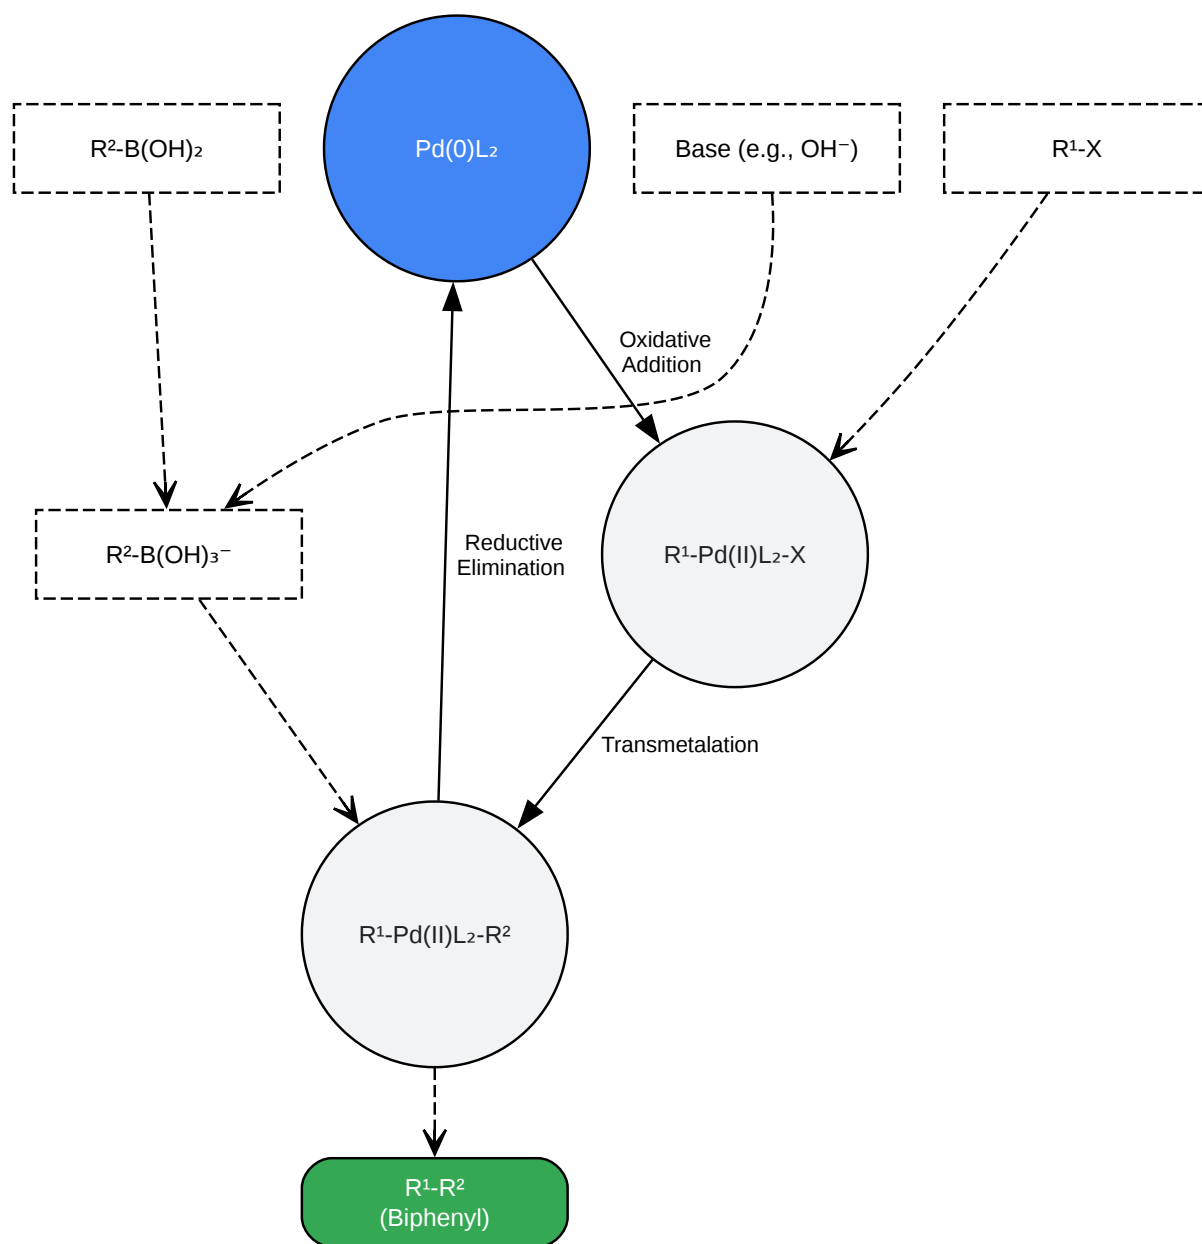 R²-B(OH)₂
Pd(0)L₂
Base (e.g., OH⁻)
R¹-X
Oxidative
Addition
R²-B(OH)₃⁻
Reductive
Elimination
R¹-Pd(II)L₂-X
Transmetalation
R¹-Pd(II)L₂-R²
R¹-R²
(Biphenyl)